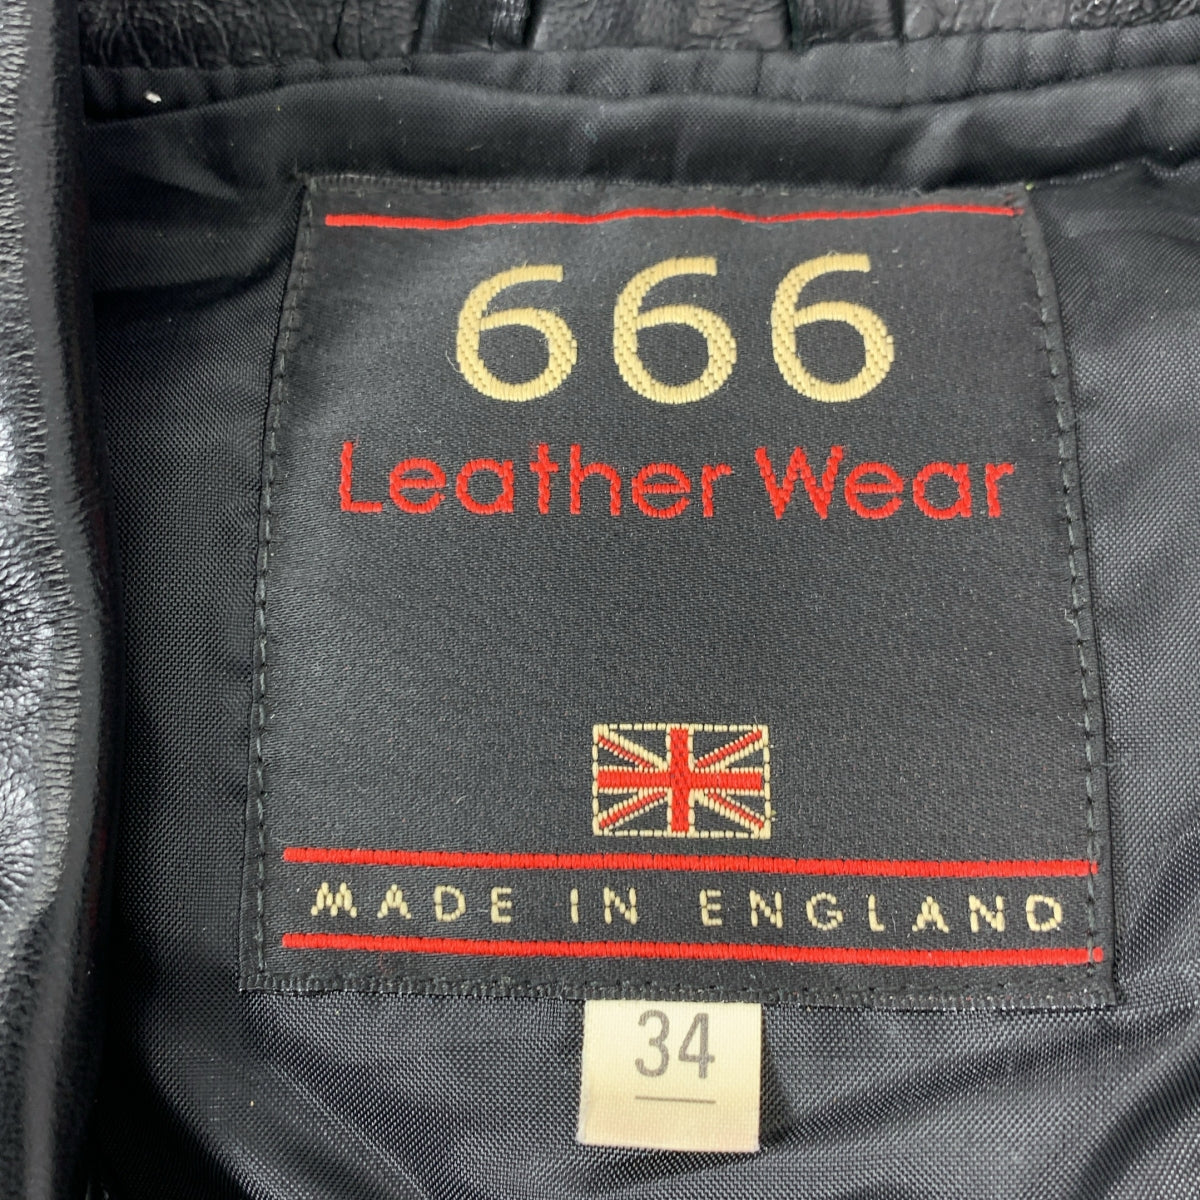 666
Leather Wear
MADE IN ENGLAND
34